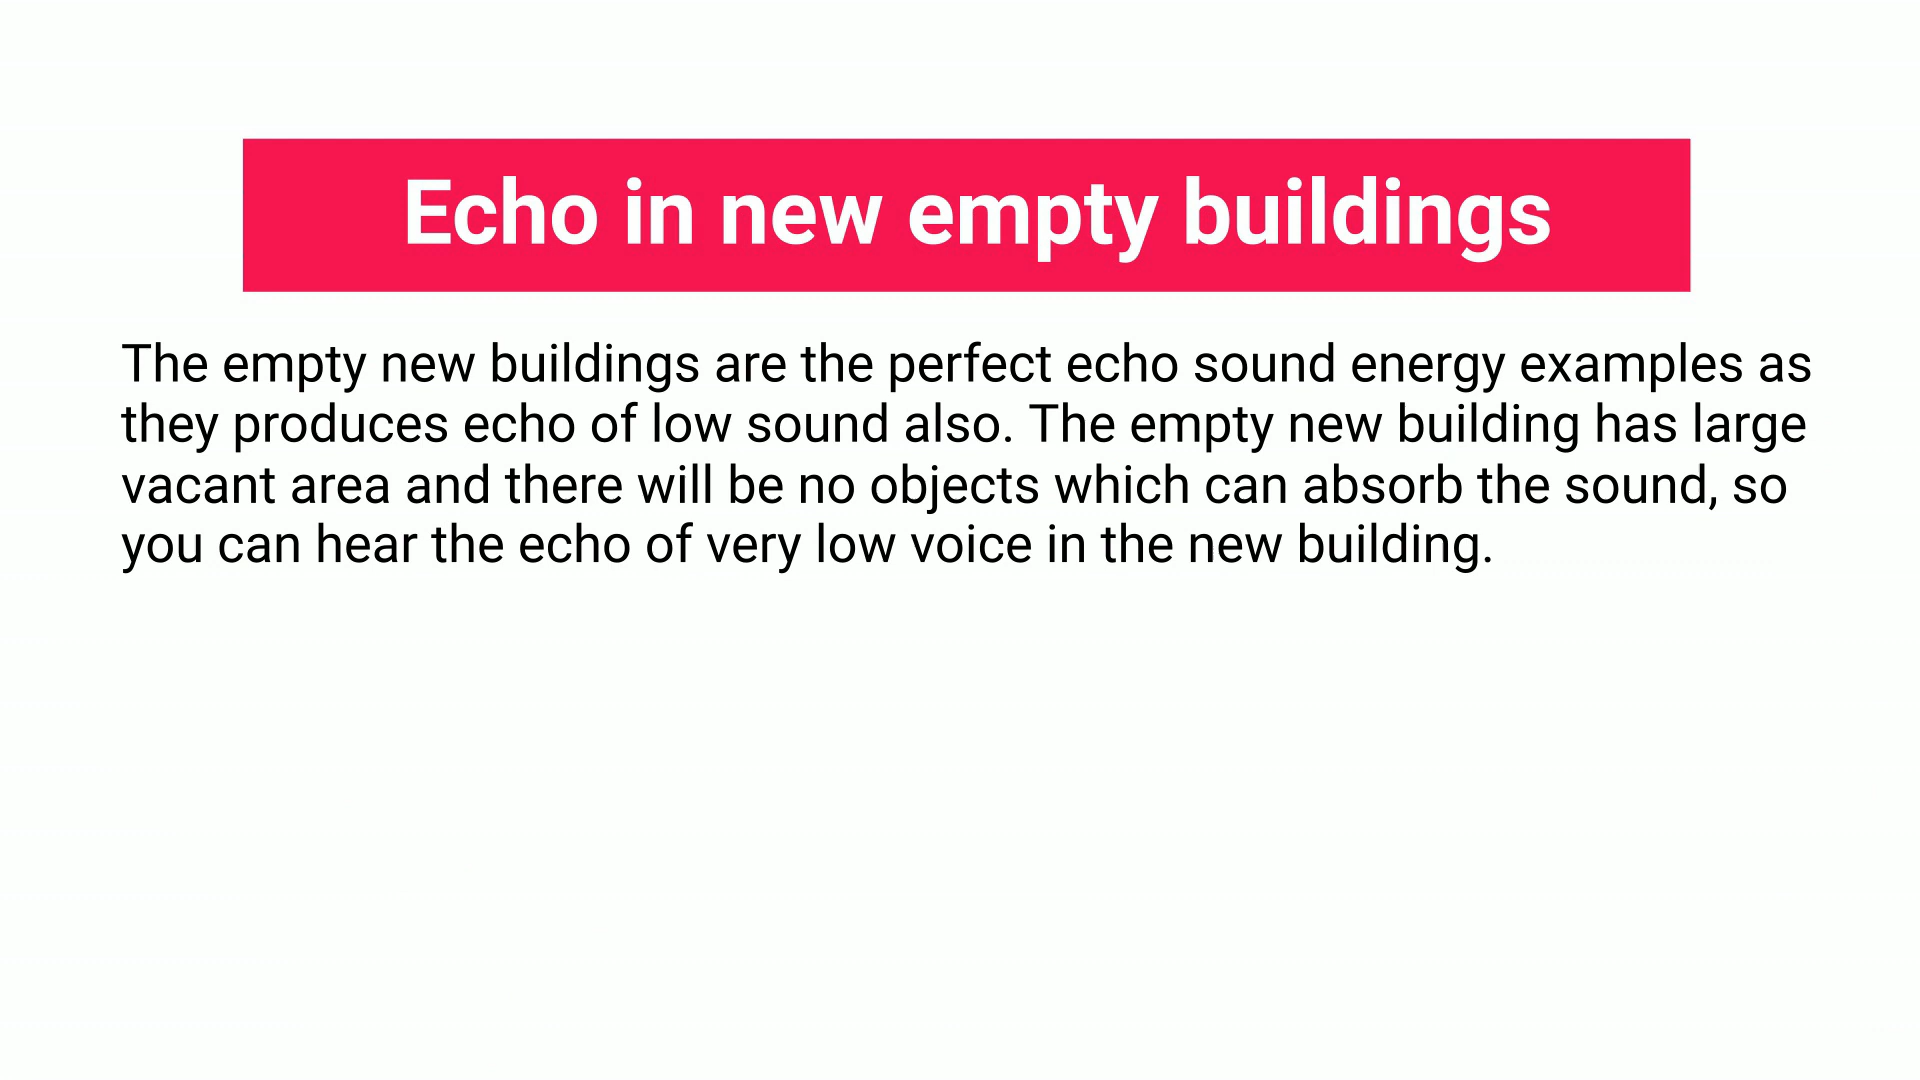 Echo in new empty buildings
The empty new buildings are the perfect echo sound energy examples as
they produces echo of low sound also. The empty new building has large
vacant area and there will be no objects which can absorb the sound, so
you can hear the echo of very low voice in the new building.